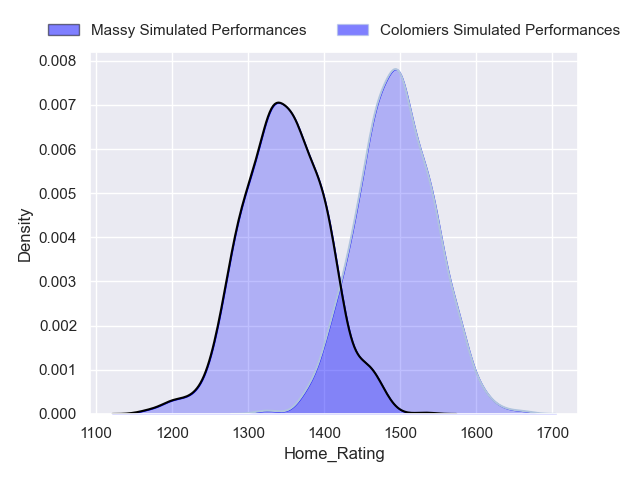 Massy Simulated Performances Colomiers Simulated Performances
0.008
0.007
0.006
0.005
0.004
0.003
0.002
0.001
0.000
Density
1100 1200 1300 1400 1500 1600 1700
Home_Rating